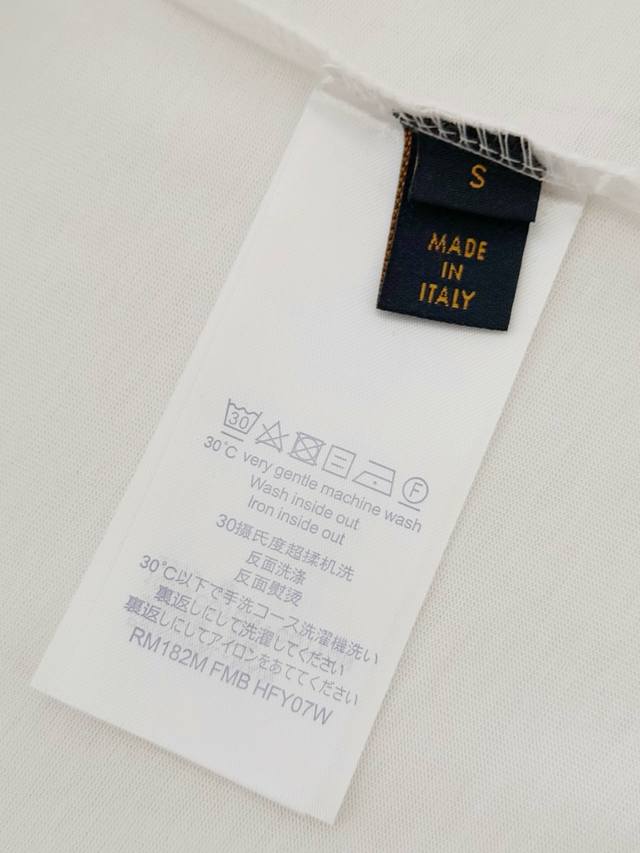 S
MADE
IN
ITALY
30 F
30°C very gentle machine wash
Wash inside out
Iron inside out
30摄氏度超揉机洗
反面洗涤
反面熨烫
30°C以下で手洗コース洗濯機洗い
裏返しにして洗濯してください
裏返しにしてアイロンをあててください
RM182M FMB HFY07W